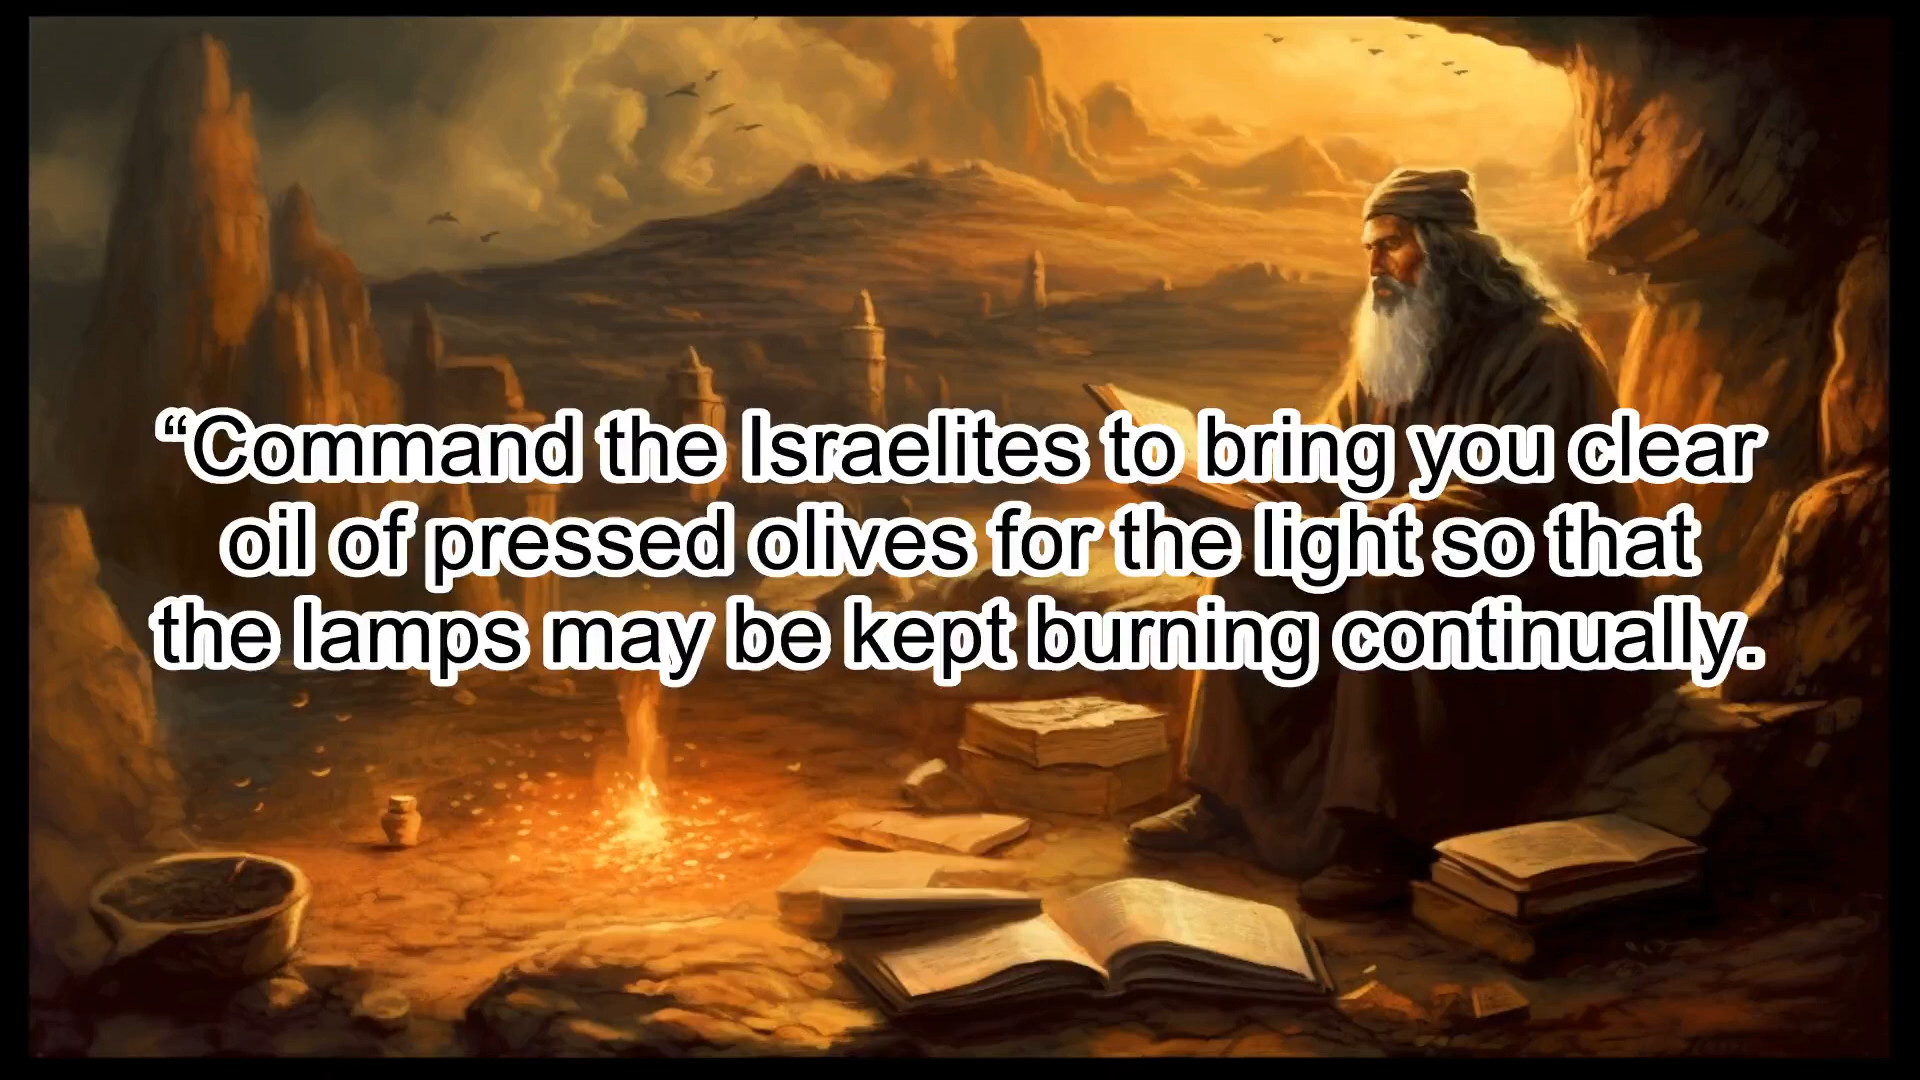 “Command the Israelites to bring you clear
oil of pressed olives for the light so that
the lamps may be kept burning continually.